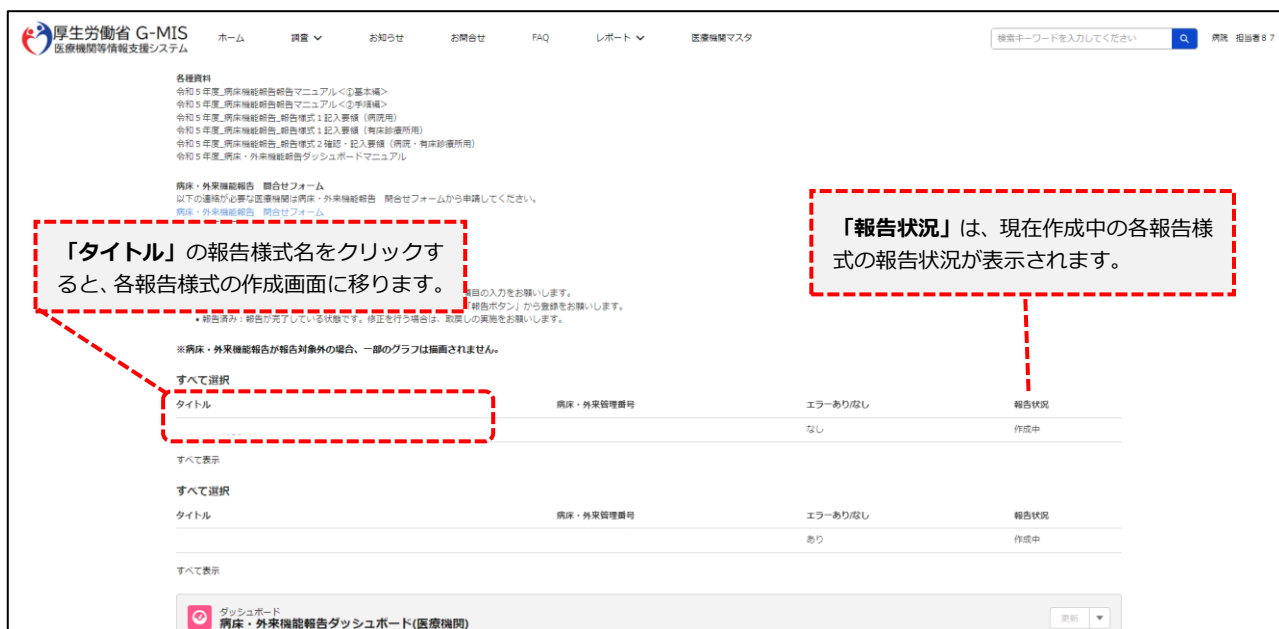 厚生労働省 G-MIS
医療機関等情報支援システム
ホーム
調査
お知らせ
お問合せ
FAQ
レポート
医療機関マスタ
検索キーワードを入力してください
病院 担当者87
各種資料
令和5年度_病床機能報告報告マニュアル<①基本編>
令和5年度_病床機能報告報告マニュアル<②手順編>
令和5年度_病床機能報告_報告様式1記入要領（病院用）
令和5年度_病床機能報告_報告様式1記入要領（有床診療所用）
令和5年度_病床機能報告_報告様式2確認・記入要領（病院・有床診療所用）
令和5年度_病床・外来機能報告ダッシュボードマニュアル
病床・外来機能報告 問合せフォーム
以下の連絡が必要な医療機関は病床・外来機能報告 問合せフォームから申請してください。
病床・外来機能報告 問合せフォーム
「タイトル」の報告様式名をクリックす
ると、各報告様式の作成画面に移ります。
「報告状況」は、現在作成中の各報告様
式の報告状況が表示されます。
項目の入力をお願いします。
「報告ボタン」から登録をお願いします。
• 報告済み：報告が完了している状態です。修正を行う場合は、取戻しの実施をお願いします。
※病床・外来機能報告が報告対象外の場合、一部のグラフは描画されません。
すべて選択
タイトル 病床・外来管理番号 エラーあり/なし 報告状況
なし 作成中
すべて表示
すべて選択
タイトル 病床・外来管理番号 エラーあり/なし 報告状況
あり 作成中
すべて表示
ダッシュボード
病床・外来機能報告ダッシュボード(医療機関)
更新